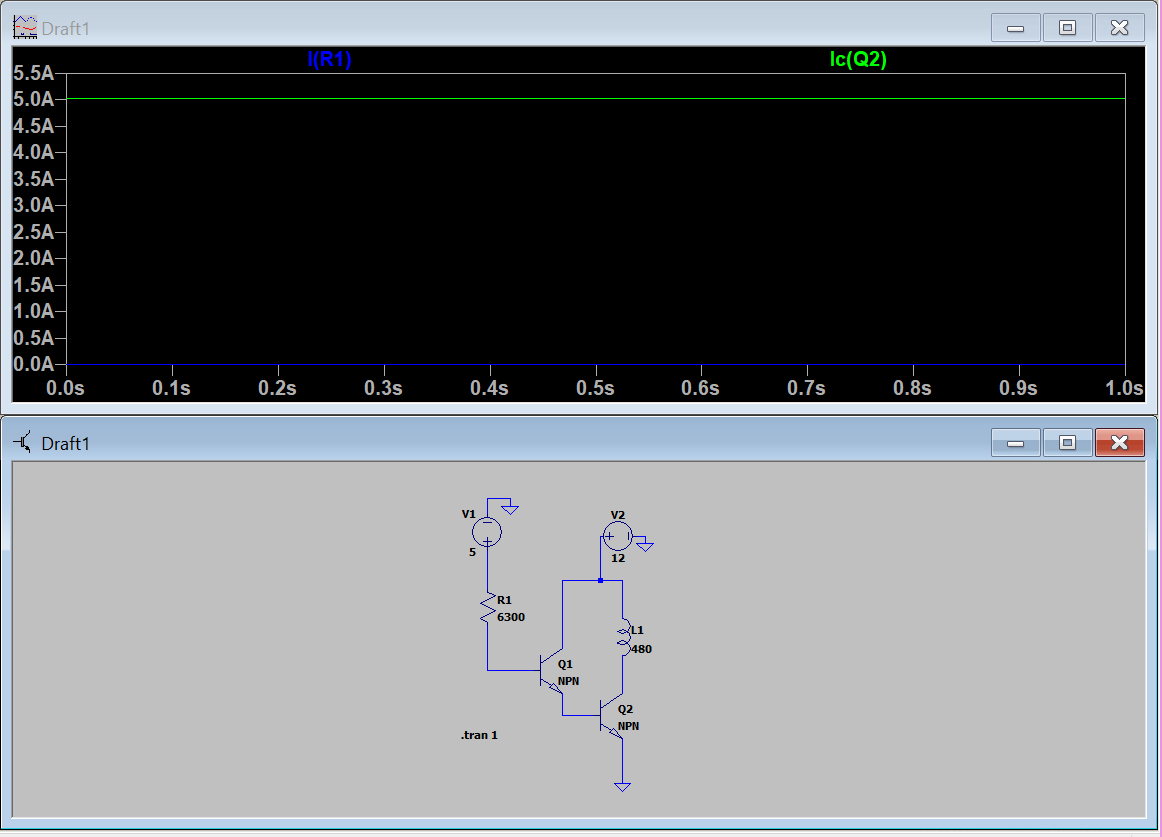 Draft1
I(R1) Ic(Q2)
5.5A
5.0A
4.5A
4.0A
3.5A
3.0A
2.5A
2.0A
1.5A
1.0A
0.5A
0.0A
0.0s 0.1s 0.2s 0.3s 0.4s 0.5s 0.6s 0.7s 0.8s 0.9s 1.0s
Draft1
V1
5
V2
12
R1
6300
L1
480
Q1
NPN
Q2
NPN
.tran 1